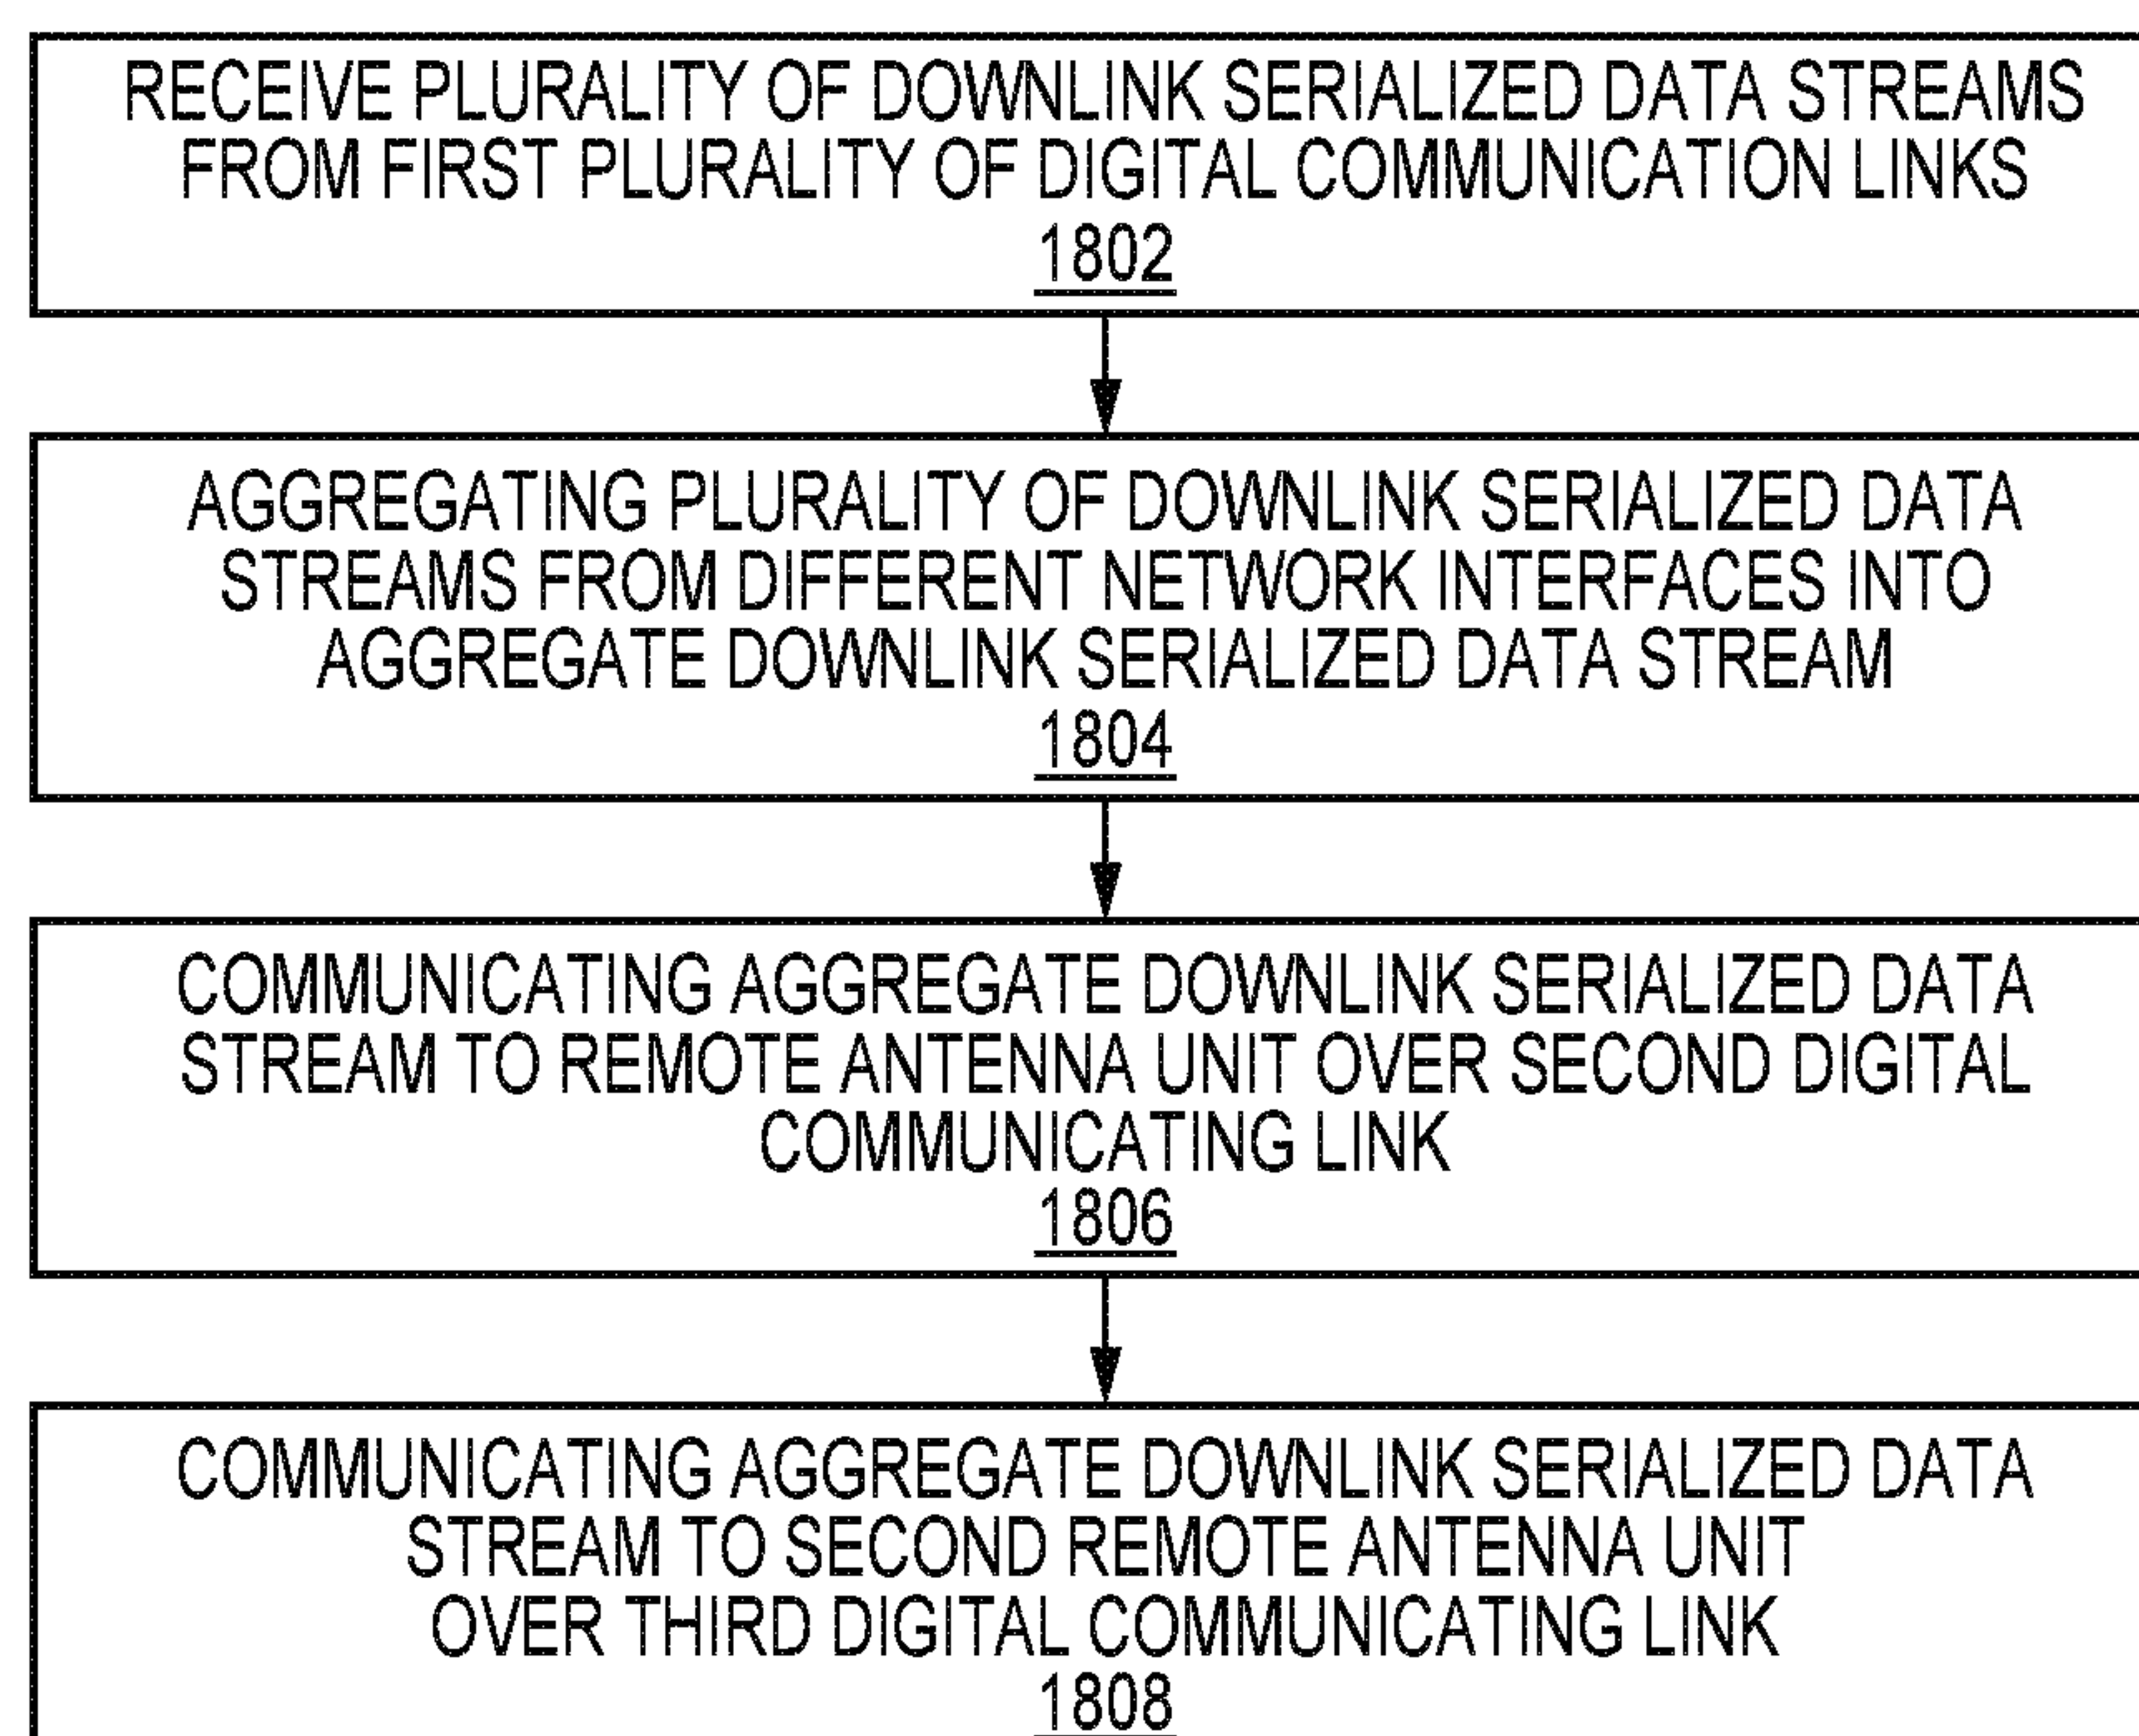 RECEIVE PLURALITY OF DOWNLINK SERIALIZED DATA STREAMS
FROM FIRST PLURALITY OF DIGITAL COMMUNICATION LINKS
1802
AGGREGATING PLURALITY OF DOWNLINK SERIALIZED DATA
STREAMS FROM DIFFERENT NETWORK INTERFACES INTO
AGGREGATE DOWNLINK SERIALIZED DATA STREAM
1804
COMMUNICATING AGGREGATE DOWNLINK SERIALIZED DATA
STREAM TO REMOTE ANTENNA UNIT OVER SECOND DIGITAL
COMMUNICATING LINK
1806
COMMUNICATING AGGREGATE DOWNLINK SERIALIZED DATA
STREAM TO SECOND REMOTE ANTENNA UNIT
OVER THIRD DIGITAL COMMUNICATING LINK
1808